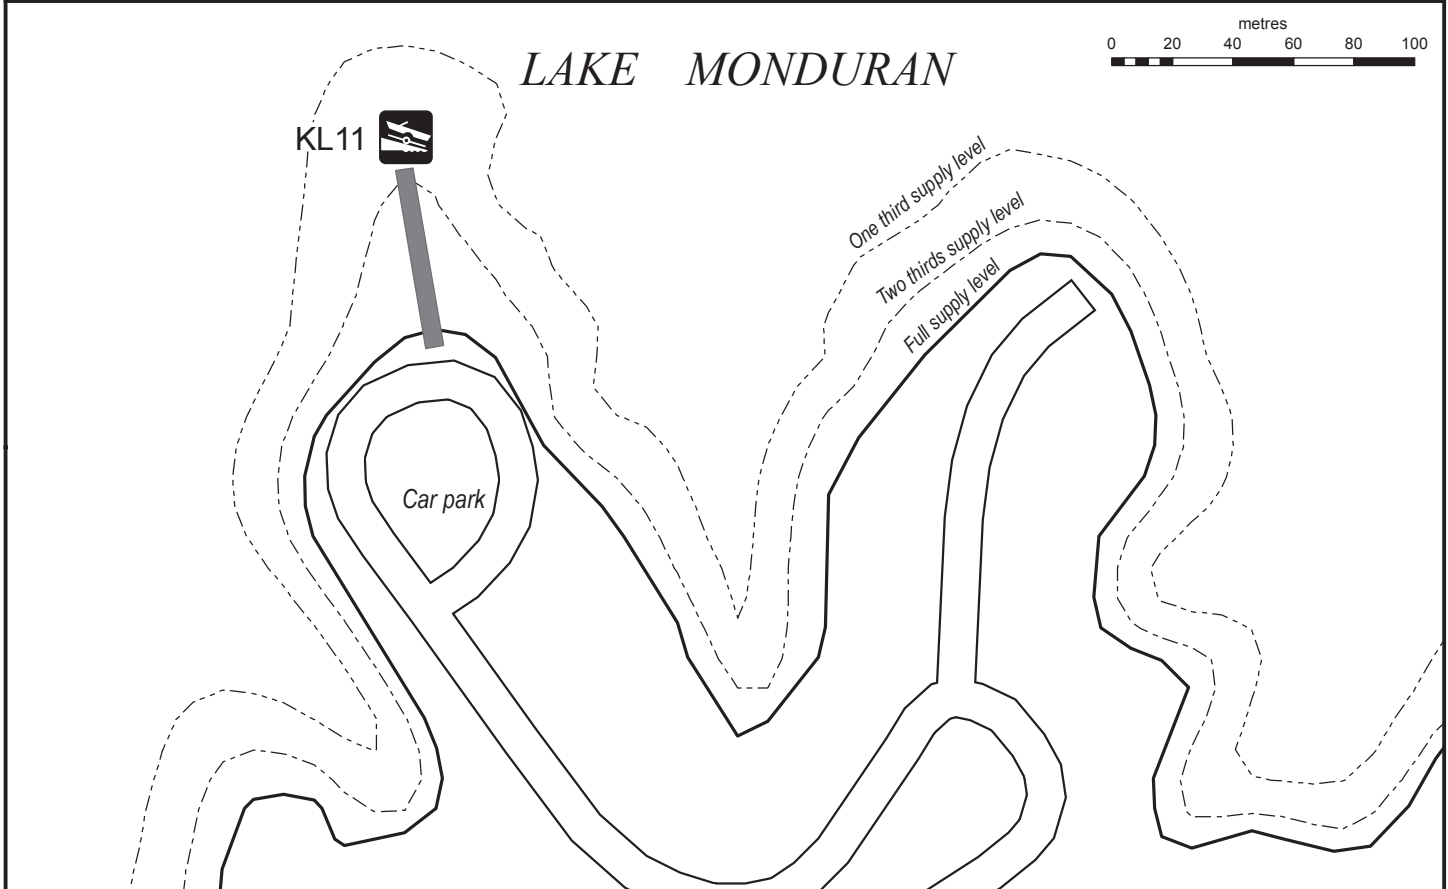 metres
0 20 40 60 80 100
LAKE MONDURAN
KL11
One third supply level
Two thirds supply level
Full supply level
Car park